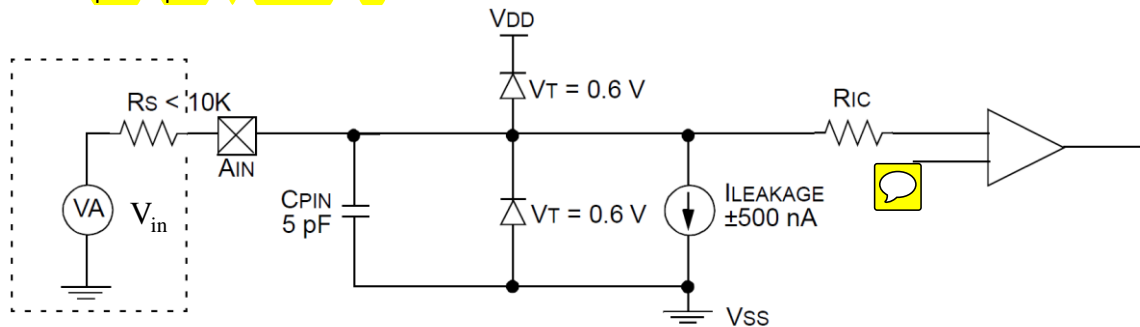 VDD
RS < 10K
VT = 0.6 V
RIC
AIN
VA
Vin
CPIN
5 pF
VT = 0.6 V
ILEAKAGE
±500 nA
VSS